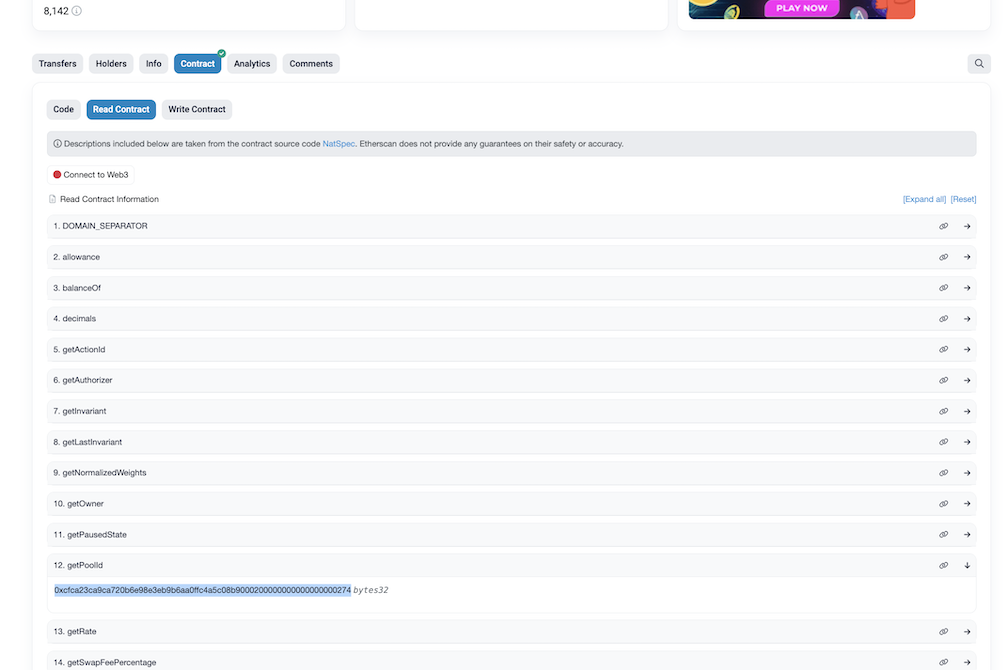 8,142
PLAY NOW
Transfers Holders Info Contract Analytics Comments
Code Read Contract Write Contract
Descriptions included below are taken from the contract source code NatSpec. Etherscan does not provide any guarantees on their safety or accuracy.
Connect to Web3
Read Contract Information [Expand all] [Reset]
1. DOMAIN_SEPARATOR
2. allowance
3. balanceOf
4. decimals
5. getActionId
6. getAuthorizer
7. getInvariant
8. getLastInvariant
9. getNormalizedWeights
10. getOwner
11. getPausedState
12. getPoolId
0xcfca23ca9ca720b6e98e3eb9b6aa0ffc4a5c08b9000200000000000000000274 bytes32
13. getRate
14. getSwapFeePercentage